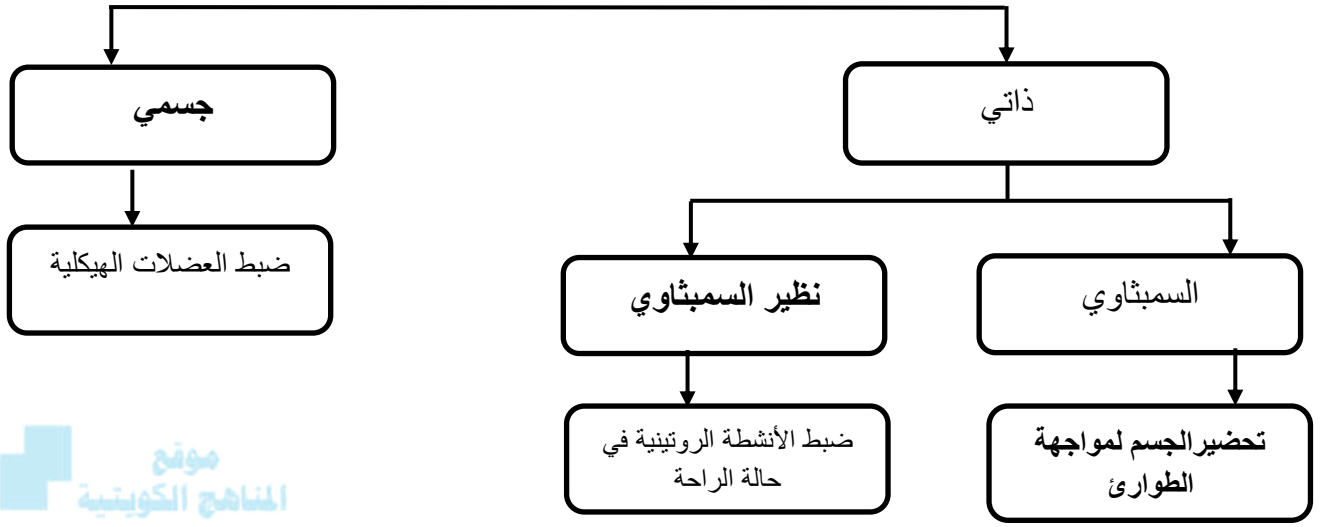 ذاتي
جسمي
السمبثاوي
نظير السمبثاوي
ضبط العضلات الهيكلية
تحضيرالجسم لمواجهة
الطوارئ
ضبط الأنشطة الروتينية في
حالة الراحة
موقع
المناهج الكويتية